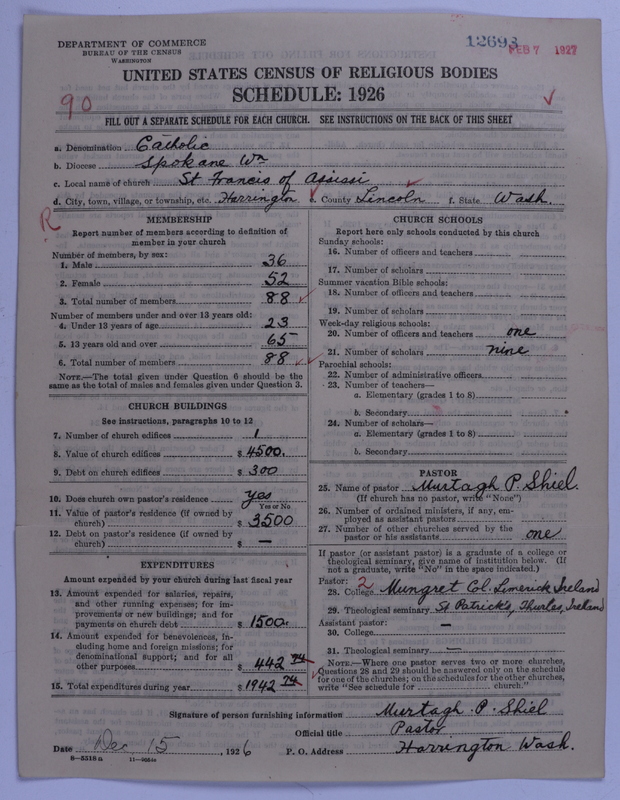 DEPARTMENT OF COMMERCE
BUREAU OF THE CENSUS
WASHINGTON
12698
FEB 7 1927
UNITED STATES CENSUS OF RELIGIOUS BODIES
SCHEDULE: 1926
90
FILL OUT A SEPARATE SCHEDULE FOR EACH CHURCH. SEE INSTRUCTIONS ON THE BACK OF THIS SHEET
a. Denomination Catholic
b. Diocese Spokane Wn
c. Local name of church St Francis of Assissi
d. City, town, village, or township, etc. Harrington e. County Lincoln f. State Wash.
R
MEMBERSHIP
Report number of members according to definition of
member in your church
Number of members, by sex:
1. Male 36
2. Female 52
3. Total number of members 88
Number of members under and over 13 years old:
4. Under 13 years of age 23
5. 13 years old and over 65
6. Total number of members 88
NOTE.—The total given under Question 6 should be
same as the total of males and females given under Question 3.
CHURCH BUILDINGS
See instructions, paragraphs 10 to 12
7. Number of church edifices 1
8. Value of church edifices $ 4500.
9. Debt on church edifices $ 300
10. Does church own pastor's residence yes
Yes or No
11. Value of pastor's residence (if owned by
church) $ 3500
12. Debt on pastor's residence (if owned by
church) $ —
EXPENDITURES
Amount expended by your church during last fiscal year
13. Amount expended for salaries, repairs,
and other running expenses; for im-
provements or new buildings; and for
payments on church debt $ 1500.
14. Amount expended for benevolences, in-
cluding home and foreign missions; for
denominational support; and for all
other purposes $ 442 74
15. Total expenditures during year $ 1942 74
CHURCH SCHOOLS
Report here only schools conducted by this church
Sunday schools:
16. Number of officers and teachers
17. Number of scholars
Summer vacation Bible schools:
18. Number of officers and teachers
19. Number of scholars
Week-day religious schools:
20. Number of officers and teachers one
21. Number of scholars nine
Parochial schools:
22. Number of administrative officers
23. Number of teachers—
a. Elementary (grades 1 to 8)
b. Secondary
24. Number of scholars—
a. Elementary (grades 1 to 8)
b. Secondary
PASTOR
25. Name of pastor Murtagh P. Shiel.
(If church has no pastor, write "None")
26. Number of ordained ministers, if any, em-
ployed as assistant pastors
27. Number of other churches served by the
pastor or his assistants one
If pastor (or assistant pastor) is a graduate of a college or
theological seminary, give name of institution below. (If
not a graduate, write "No" in the space indicated.)
Pastor: 2
28. College Mungret Col. Limerick Ireland
29. Theological seminary St Patrick's, Thurles, Ireland
Assistant pastor: —
30. College
31. Theological seminary —
NOTE.—Where one pastor serves two or more churches,
Questions 28 and 29 should be answered only on the schedule
for one of the churches; on the schedules for the other churches,
write "See schedule for church."
Signature of person furnishing information Murtagh. P. Shiel
Official title Pastor
Date Dec 15, 1926 P. O. Address Harrington Wash.
8—5518a 11—9664a